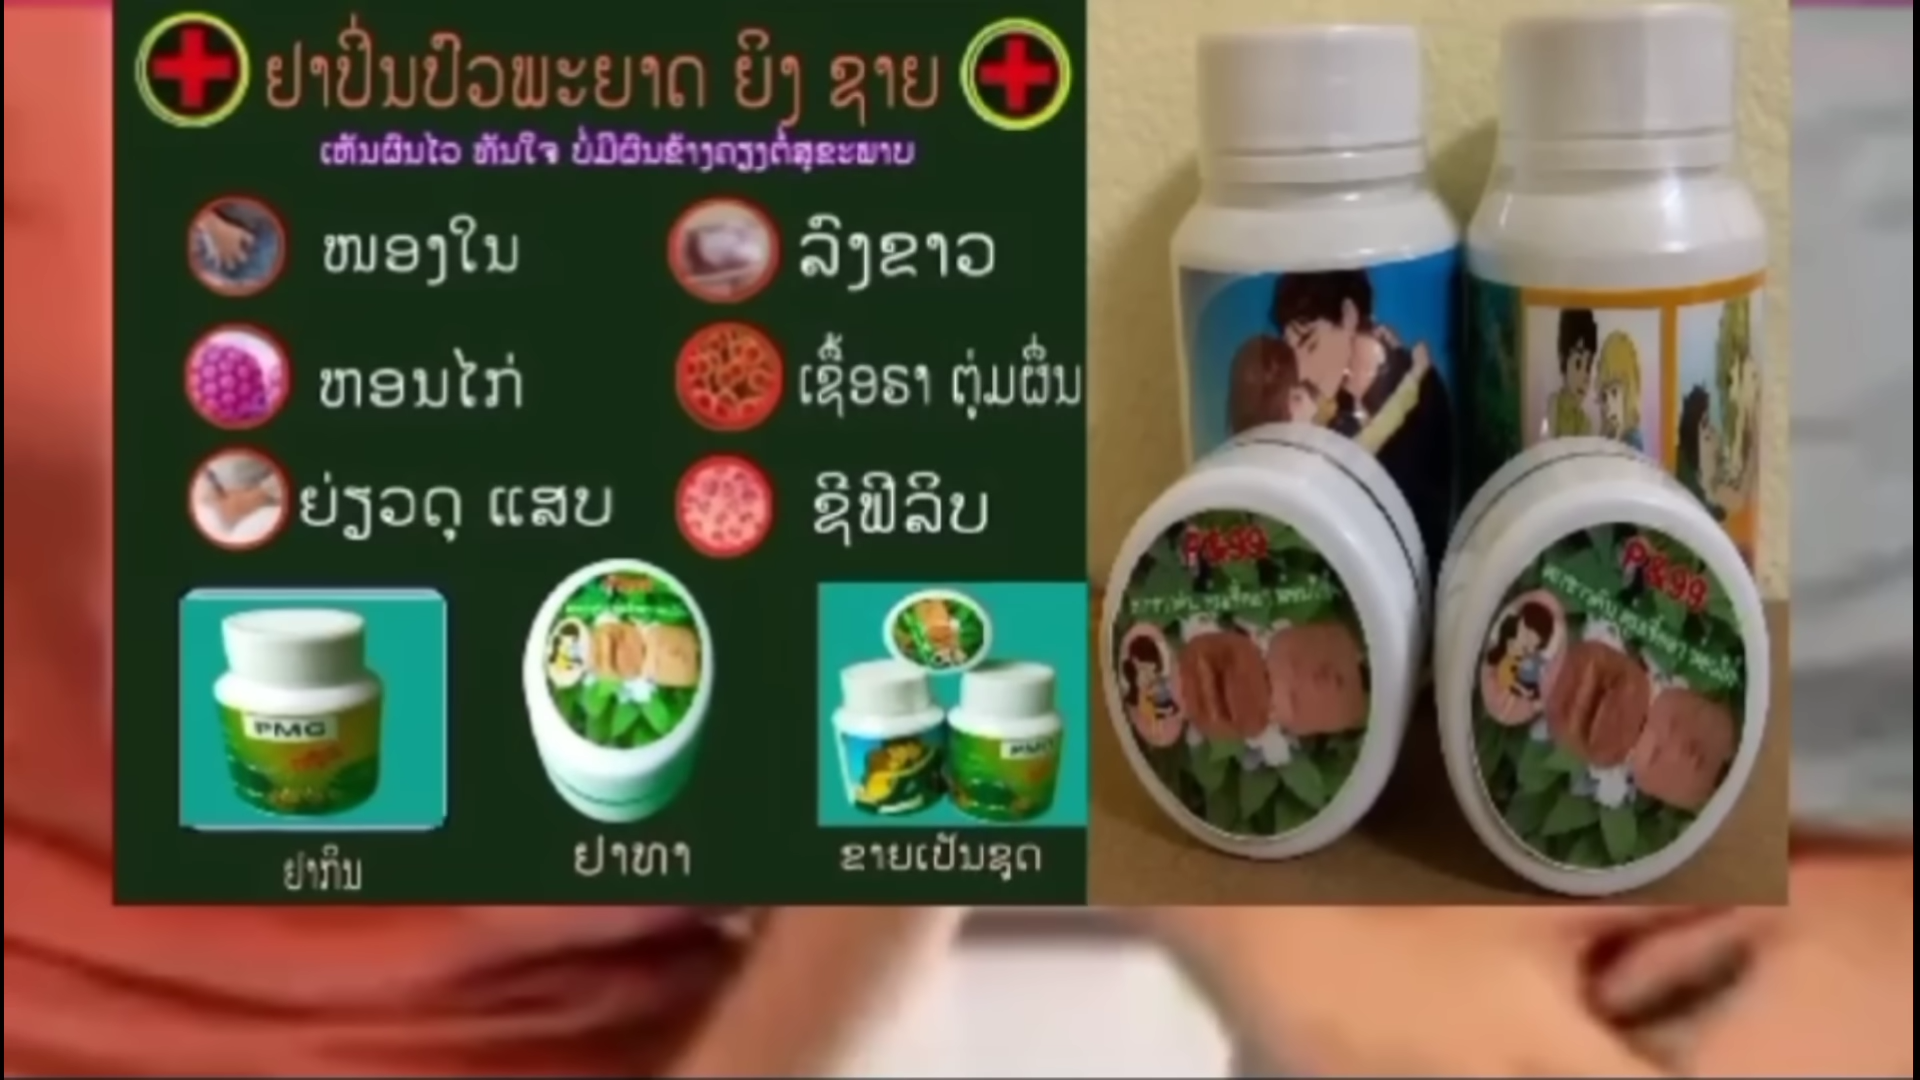 ຢາປິ່ນປົວພະຍາດ ຍິງ ຊາຍ
ເຫັນຜົນໄວ ທັນໃຈ ບໍ່ມີຜົນຂ້າງຄຽງຕໍ່ສຸຂະພາບ
ໜອງໃນ
ລົງຂາວ
ຫອນໄກ່
ເຊື້ອຣາ ຕຸ່ມຜື່ນ
ຍ່ຽວດຸ ແສບ
ຊີຟີລິບ
PMG
ຢາກິນ
ຢາທາ
ຂາຍເປັນຊຸດ
P&99
P&99